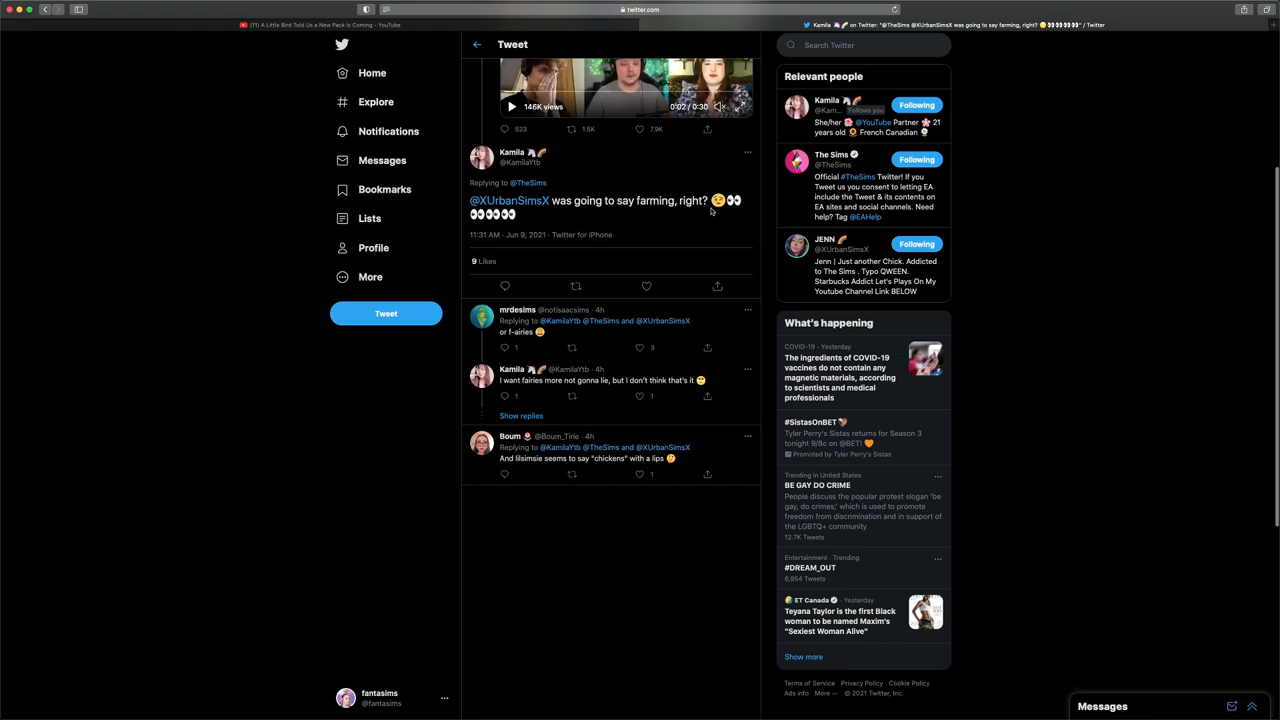 twitter.com
(11) A Little Bird Told Us a New Pack is Coming – YouTube
Kamila 🦄🌈 on Twitter: "@TheSims @XUrbanSimsX was going to say farming, right? 😉👀👀👀👀👀👀" / Twitter
Home
Explore
Notifications
Messages
Bookmarks
Lists
Profile
More
Tweet
fantasims
@fantasims
Tweet
146K views
0:02 / 0:30
523
1.5K
7.9K
Kamila 🦄🌈
@KamilaYtb
Replying to @TheSims
@XUrbanSimsX was going to say farming, right? 😉👀
👀👀👀
11:31 AM · Jun 9, 2021 · Twitter for iPhone
9 Likes
mrdesims @notisaacsims · 4h
Replying to @KamilaYtb @TheSims and @XUrbanSimsX
or f-airies 😩
1
3
Kamila 🦄🌈 @KamilaYtb · 4h
I want fairies more not gonna lie, but I don't think that's it 🙄
1
1
Show replies
Boum @Boum_Tirie · 4h
Replying to @KamilaYtb @TheSims and @XUrbanSimsX
And lilsimsie seems to say "chickens" with a lips 🤔
1
Search Twitter
Relevant people
Kamila 🦄🌈
@Kam... Follows you
Following
She/her 🌸 @YouTube Partner 🌸 21
years old 🌻 French Canadian 🌼
The Sims
@TheSims
Following
Official #TheSims Twitter! If you
Tweet us you consent to letting EA
include the Tweet & its contents on
EA sites and social channels. Need
help? Tag @EAHelp
JENN 🌈
@XUrbanSimsX
Following
Jenn | Just another Chick. Addicted
to The Sims . Typo QWEEN.
Starbucks Addict Let's Plays On My
Youtube Channel Link BELOW
What's happening
COVID-19 · Yesterday
The ingredients of COVID-19
vaccines do not contain any
magnetic materials, according
to scientists and medical
professionals
#SistasOnBET
Tyler Perry's Sistas returns for Season 3
tonight 9/8c on @BET! 🧡
Promoted by Tyler Perry's Sistas
Trending in United States
BE GAY DO CRIME
People discuss the popular protest slogan 'be
gay, do crimes,' which is used to promote
freedom from discrimination and in support of
the LGBTQ+ community
12.7K Tweets
Entertainment · Trending
#DREAM_OUT
6,954 Tweets
ET Canada · Yesterday
Teyana Taylor is the first Black
woman to be named Maxim's
"Sexiest Woman Alive"
Show more
Terms of Service Privacy Policy Cookie Policy
Ads info More © 2021 Twitter, Inc.
Messages